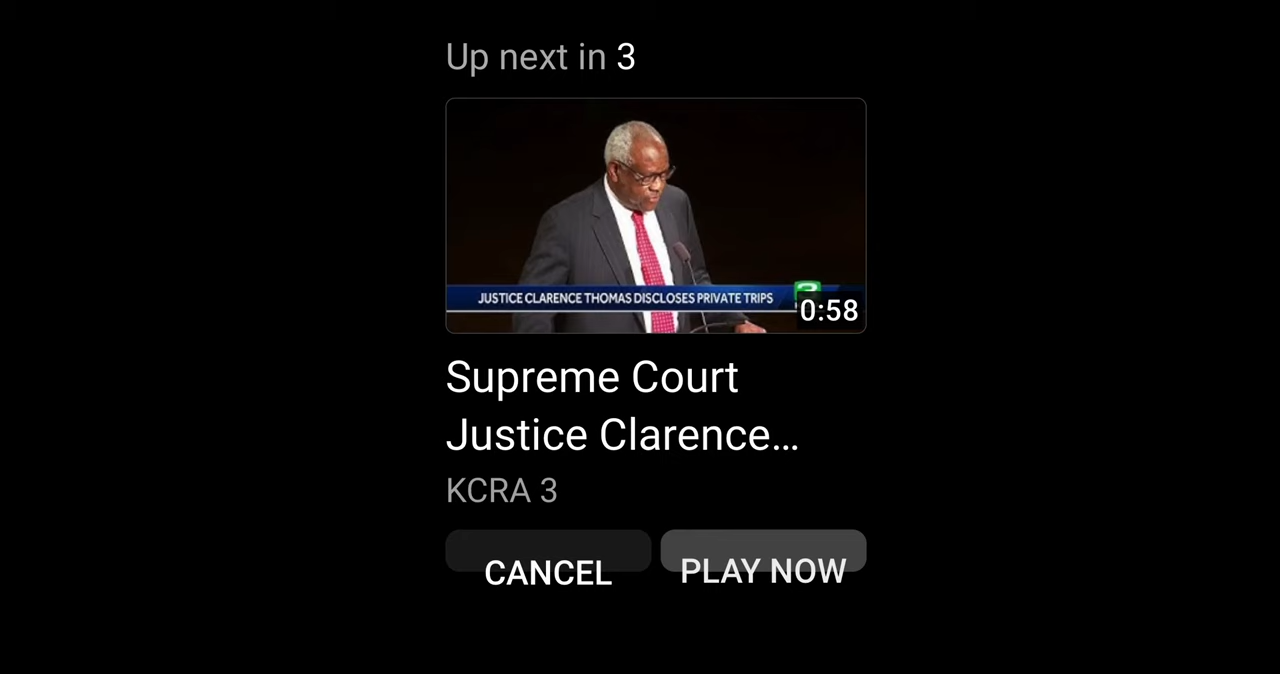 Up next in 3
JUSTICE CLARENCE THOMAS DISCLOSES PRIVATE TRIPS
3
0:58
Supreme Court
Justice Clarence…
KCRA 3
CANCEL
PLAY NOW